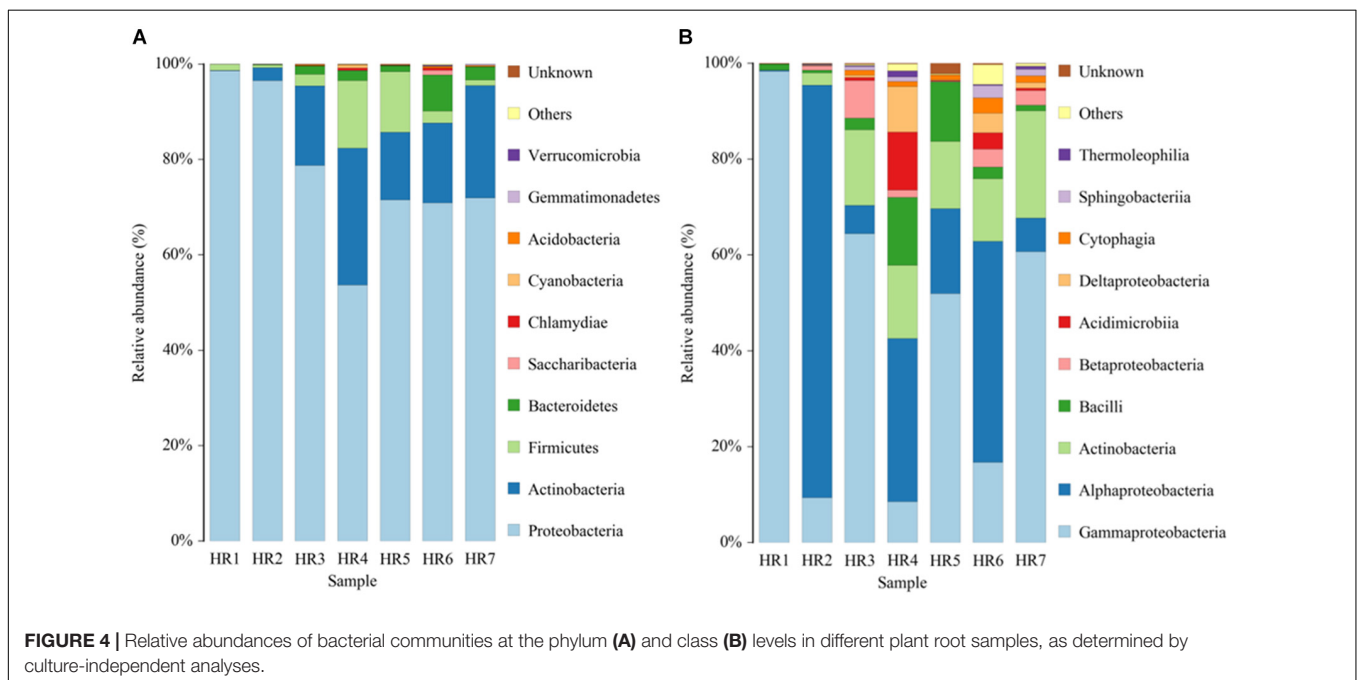 A
100%
80%
60%
40%
20%
0%
Relative abundance (%)
HR1 HR2 HR3 HR4 HR5 HR6 HR7
Sample
Unknown
Others
Verrucomicrobia
Gemmatimonadetes
Acidobacteria
Cyanobacteria
Chlamydiae
Saccharibacteria
Bacteroidetes
Firmicutes
Actinobacteria
Proteobacteria
B
100%
80%
60%
40%
20%
0%
Relative abundance (%)
HR1 HR2 HR3 HR4 HR5 HR6 HR7
Sample
Unknown
Others
Thermoleophilia
Sphingobacteriia
Cytophagia
Deltaproteobacteria
Acidimicrobiia
Betaproteobacteria
Bacilli
Actinobacteria
Alphaproteobacteria
Gammaproteobacteria
FIGURE 4 | Relative abundances of bacterial communities at the phylum (A) and class (B) levels in different plant root samples, as determined by
culture-independent analyses.